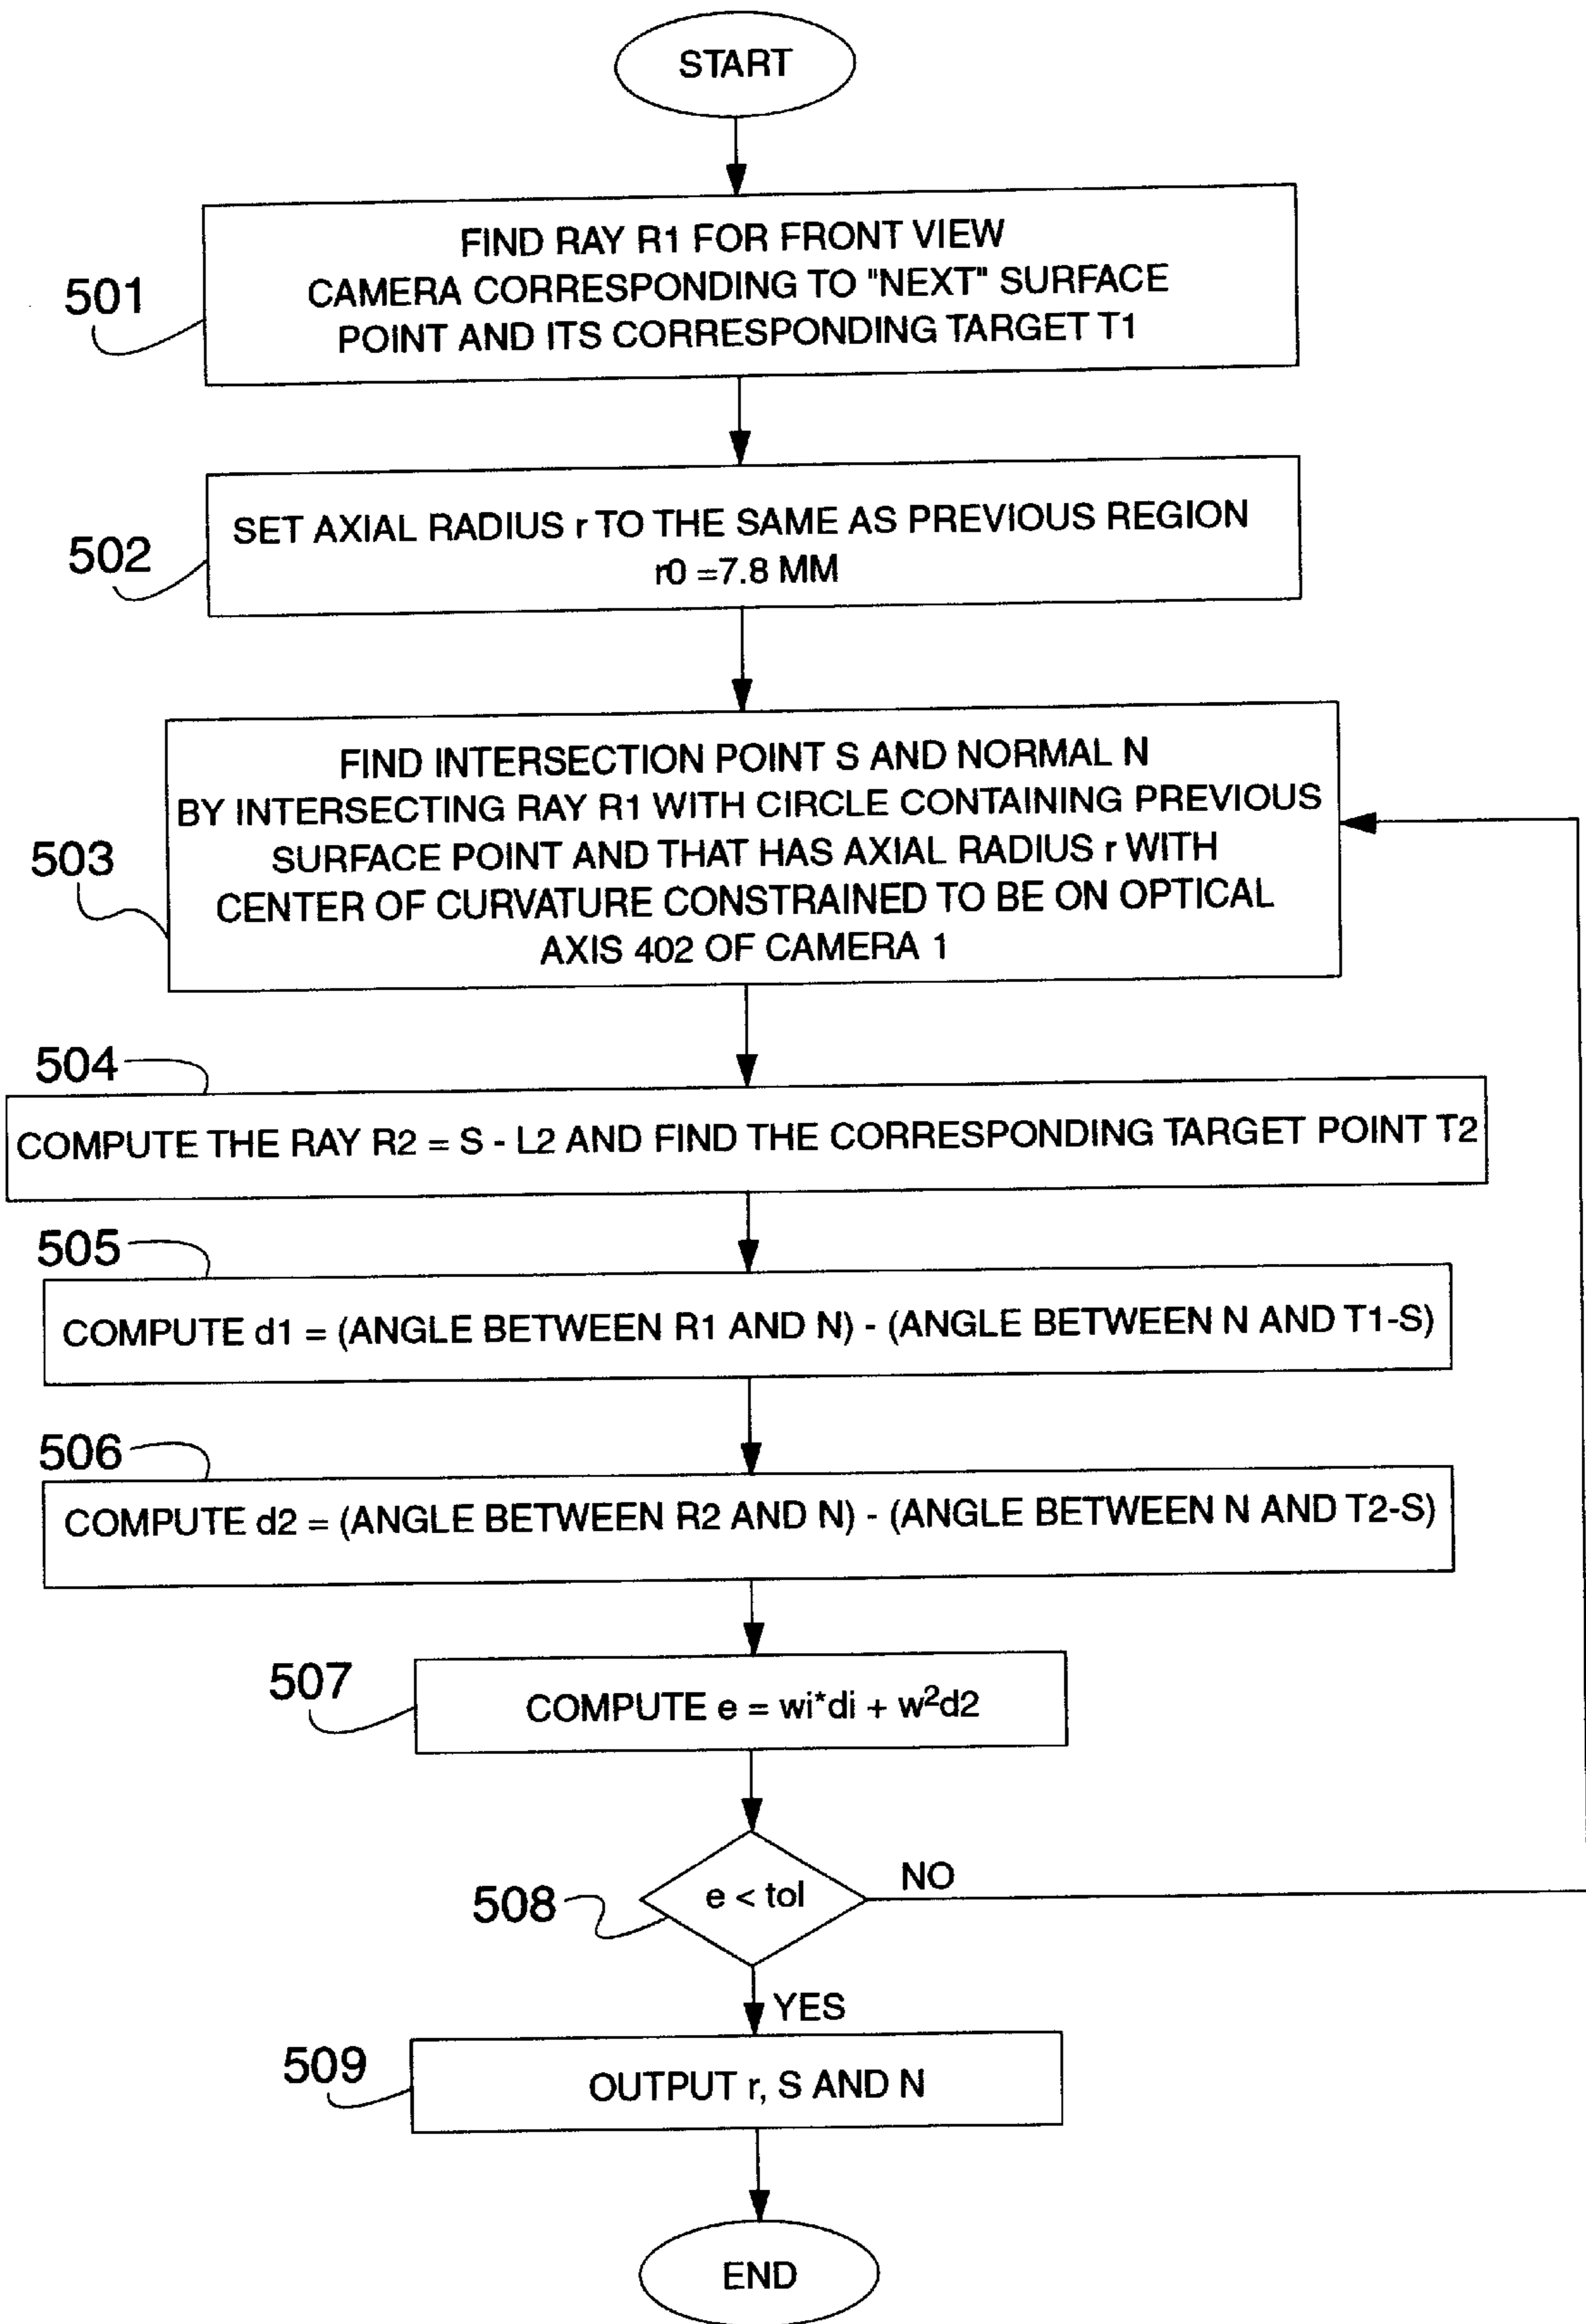 START
501
FIND RAY R1 FOR FRONT VIEW
CAMERA CORRESPONDING TO "NEXT" SURFACE
POINT AND ITS CORRESPONDING TARGET T1
502
SET AXIAL RADIUS r TO THE SAME AS PREVIOUS REGION
r0 =7.8 MM
503
FIND INTERSECTION POINT S AND NORMAL N
BY INTERSECTING RAY R1 WITH CIRCLE CONTAINING PREVIOUS
SURFACE POINT AND THAT HAS AXIAL RADIUS r WITH
CENTER OF CURVATURE CONSTRAINED TO BE ON OPTICAL
AXIS 402 OF CAMERA 1
504
COMPUTE THE RAY R2 = S - L2 AND FIND THE CORRESPONDING TARGET POINT T2
505
COMPUTE d1 = (ANGLE BETWEEN R1 AND N) - (ANGLE BETWEEN N AND T1-S)
506
COMPUTE d2 = (ANGLE BETWEEN R2 AND N) - (ANGLE BETWEEN N AND T2-S)
507
COMPUTE e = wi*di + w²d2
508
e < tol
NO
YES
509
OUTPUT r, S AND N
END